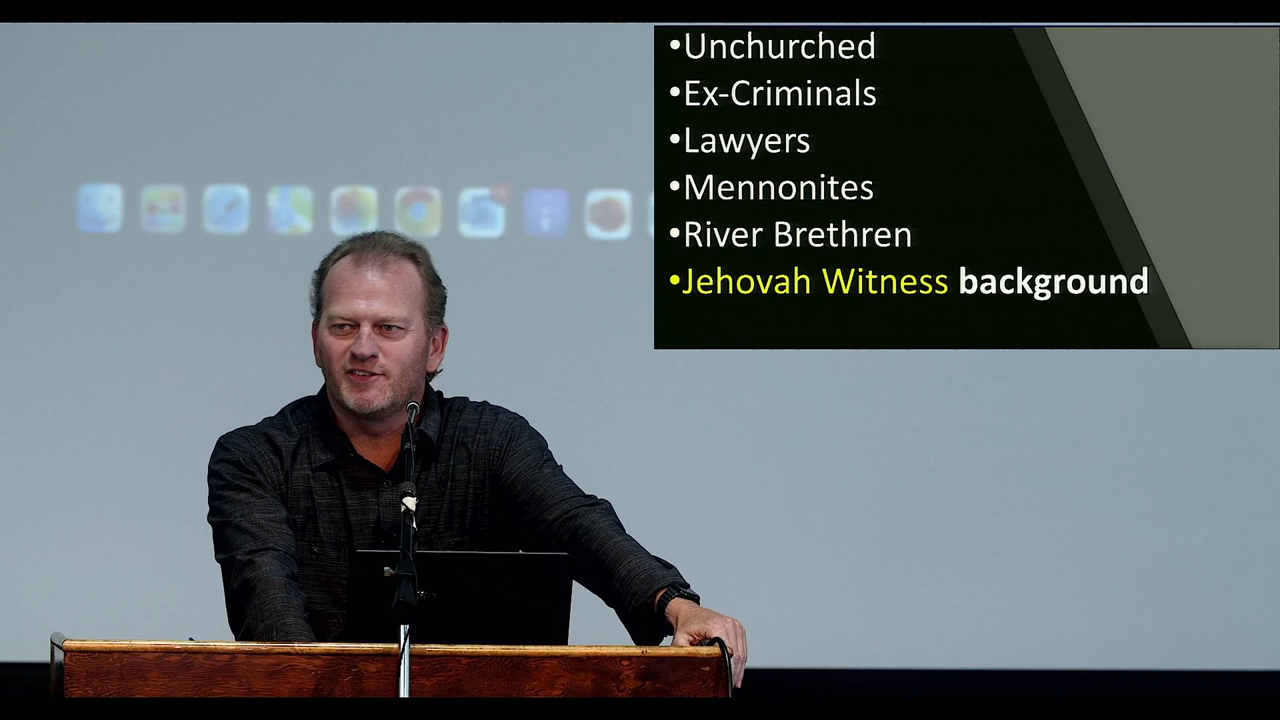 •Unchurched
•Ex-Criminals
•Lawyers
•Mennonites
•River Brethren
•Jehovah Witness background